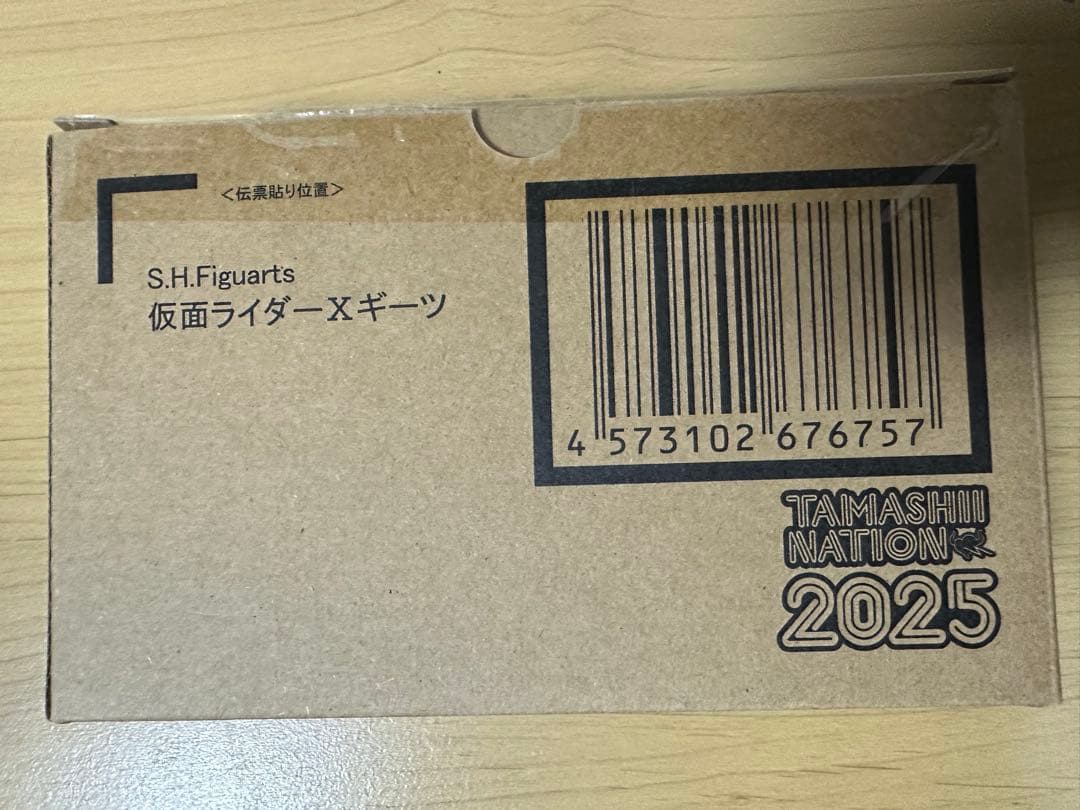 <伝票貼り位置>
S.H.Figuarts
仮面ライダーXギーツ
4 573102 676757
TAMASHII
NATION
2025